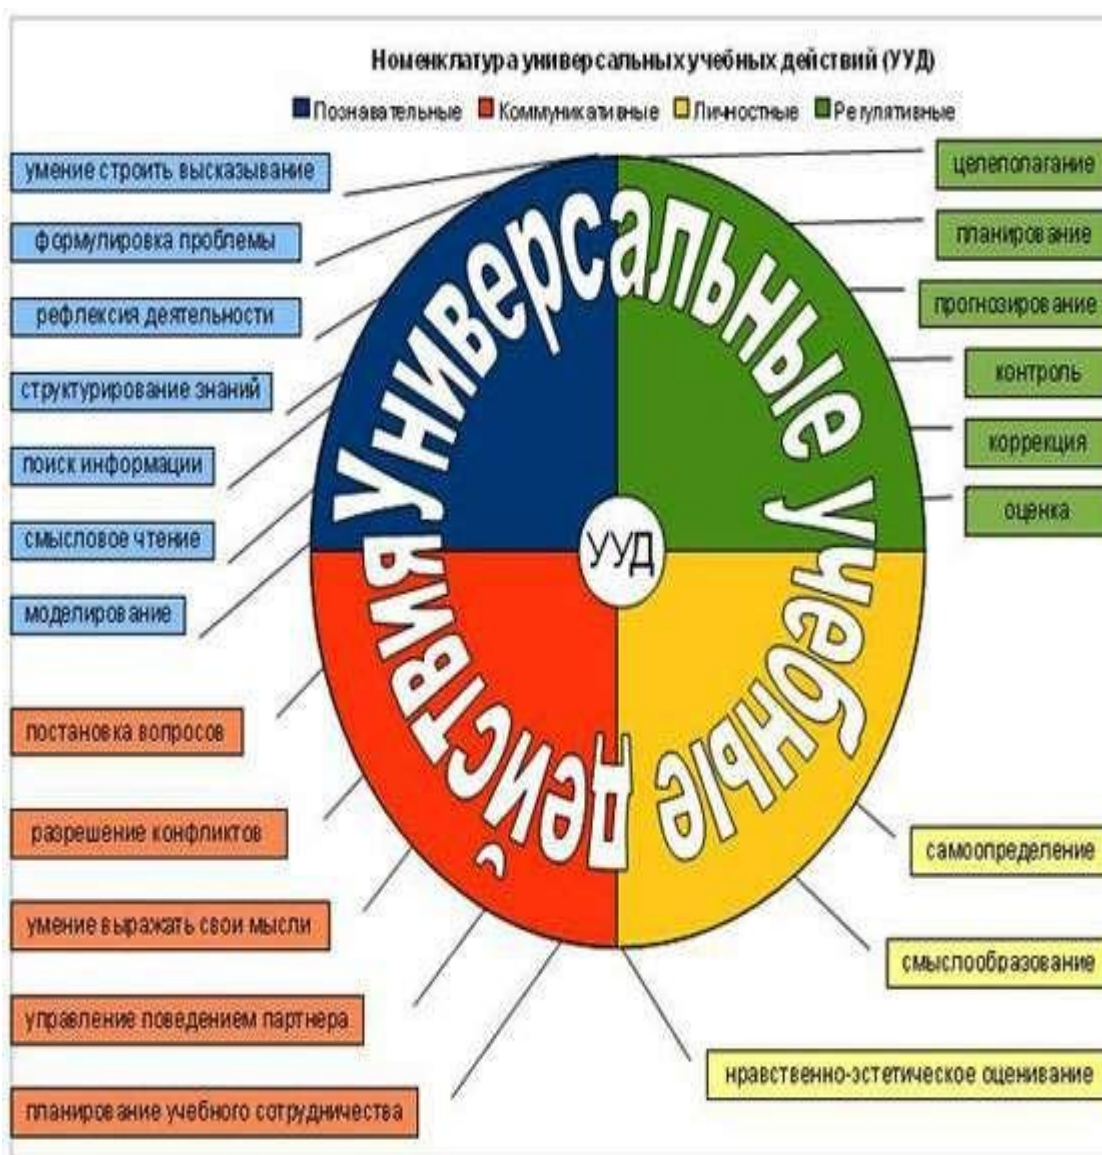 Номенклатура универсальных учебных действий (УУД)
Познавательные Коммуникативные Личностные Регулятивные
умение строить высказывание
формулировка проблемы
рефлексия деятельности
структурирование знаний
поиск информации
смысловое чтение
моделирование
постановка вопросов
разрешение конфликтов
умение выражать свои мысли
управление поведением партнера
планирование учебного сотрудничества
Универсальные учебные действия
УУД
целеполагание
планирование
прогнозирование
контроль
коррекция
оценка
самоопределение
смыслообразование
нравственно-эстетическое оценивание